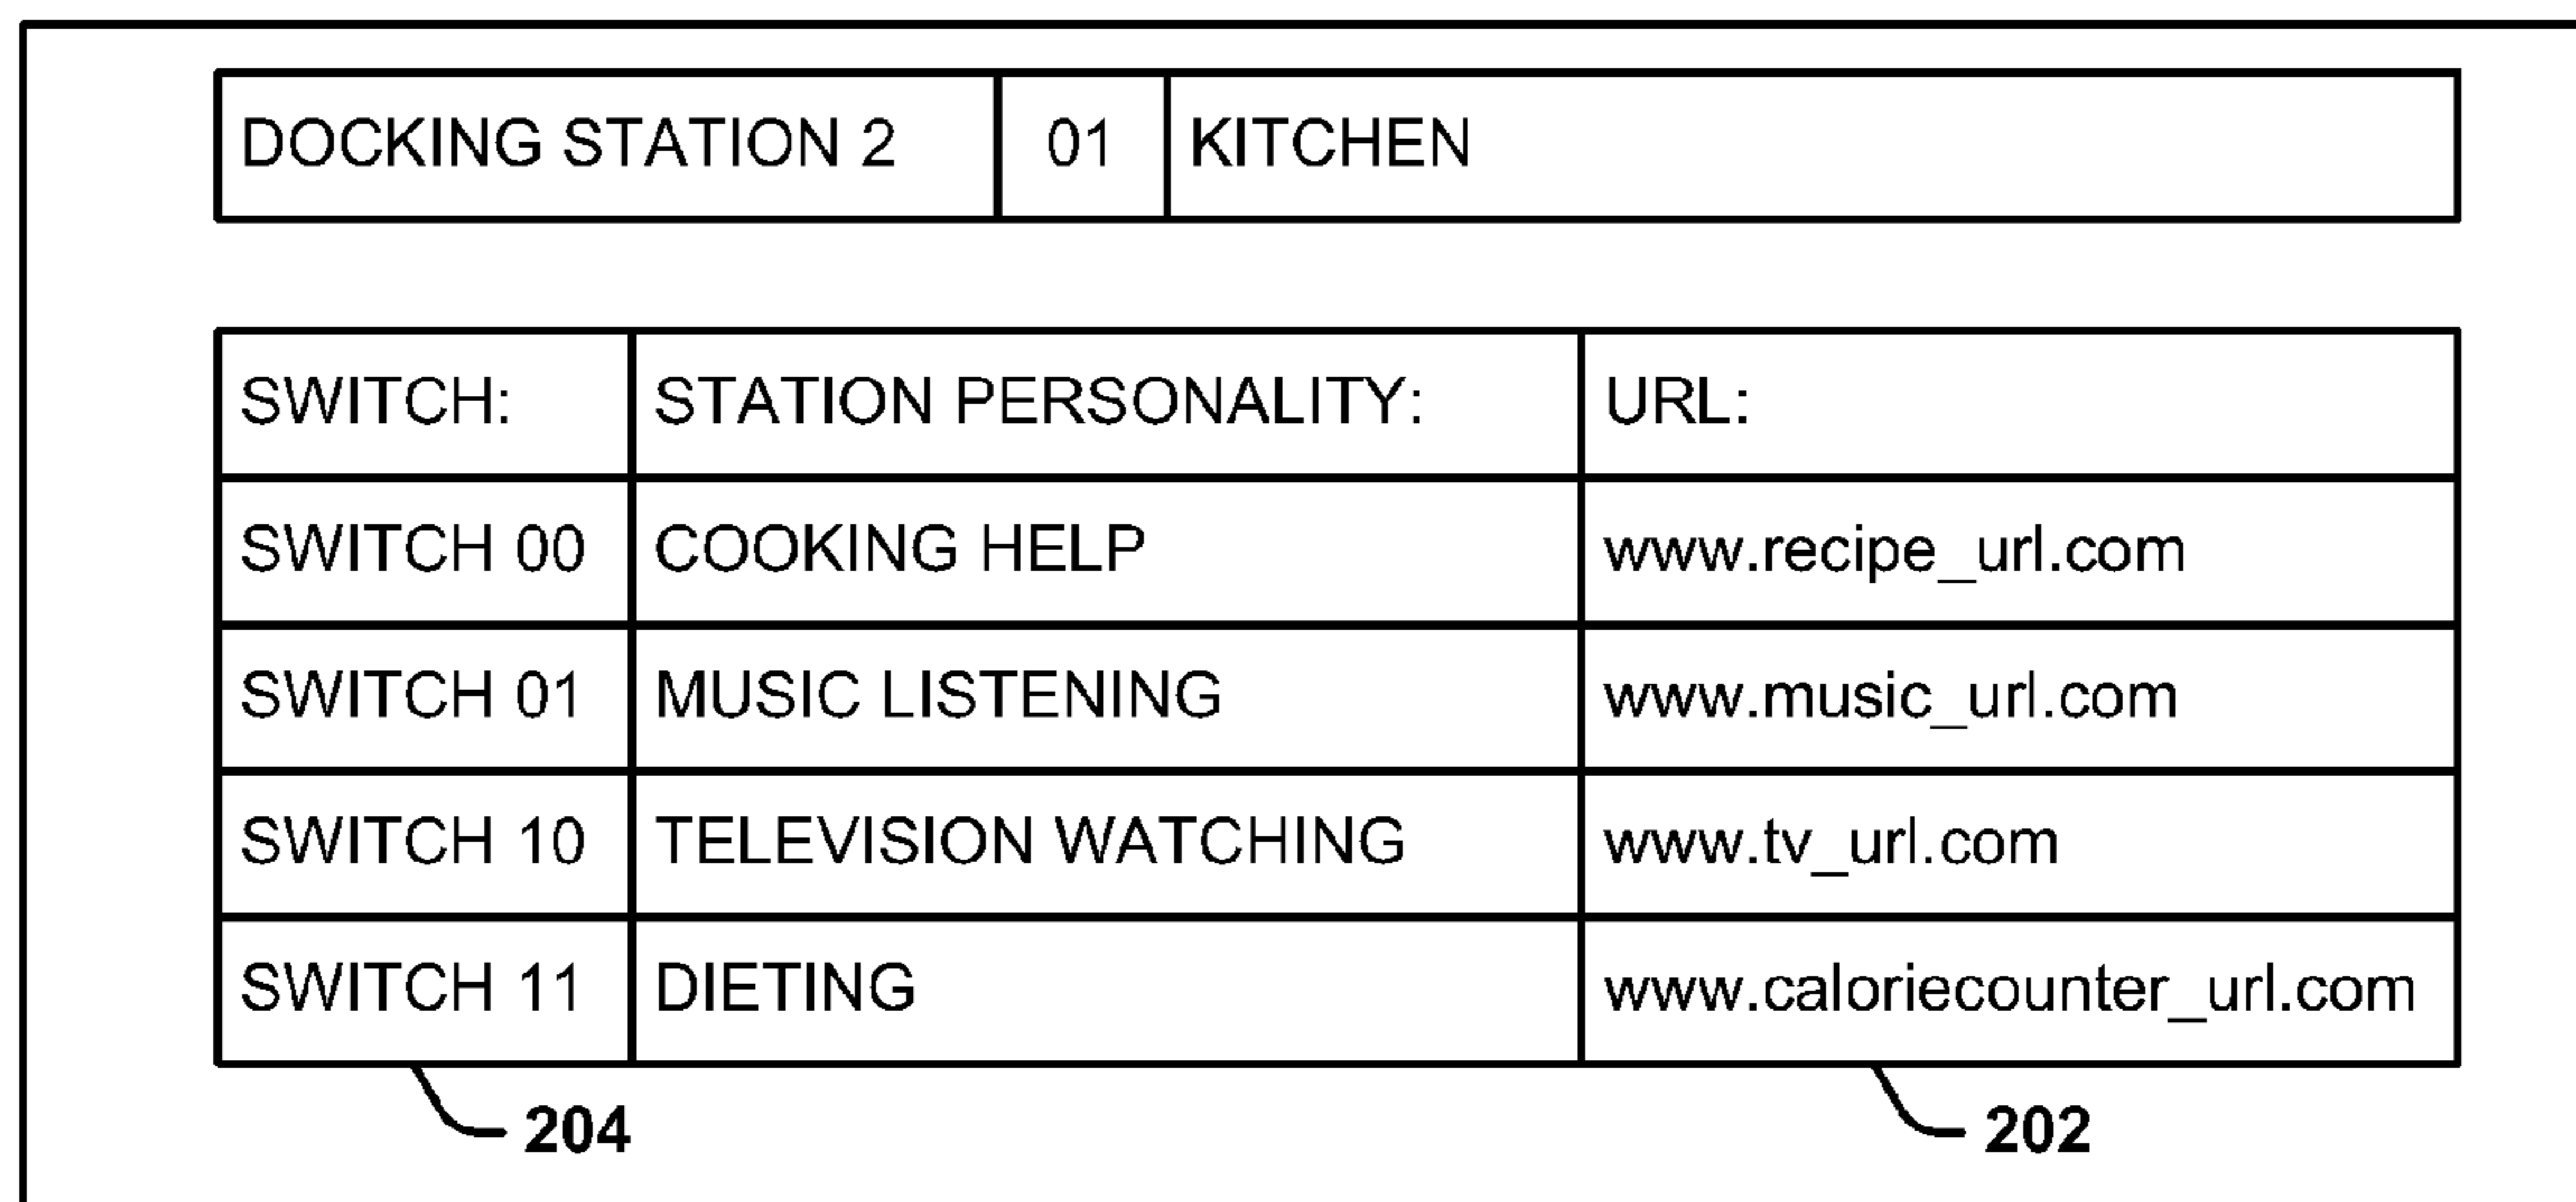 DOCKING STATION 2 01 KITCHEN
SWITCH: STATION PERSONALITY: URL:
SWITCH 00 COOKING HELP www.recipe_url.com
SWITCH 01 MUSIC LISTENING www.music_url.com
SWITCH 10 TELEVISION WATCHING www.tv_url.com
SWITCH 11 DIETING www.caloriecounter_url.com
204 202